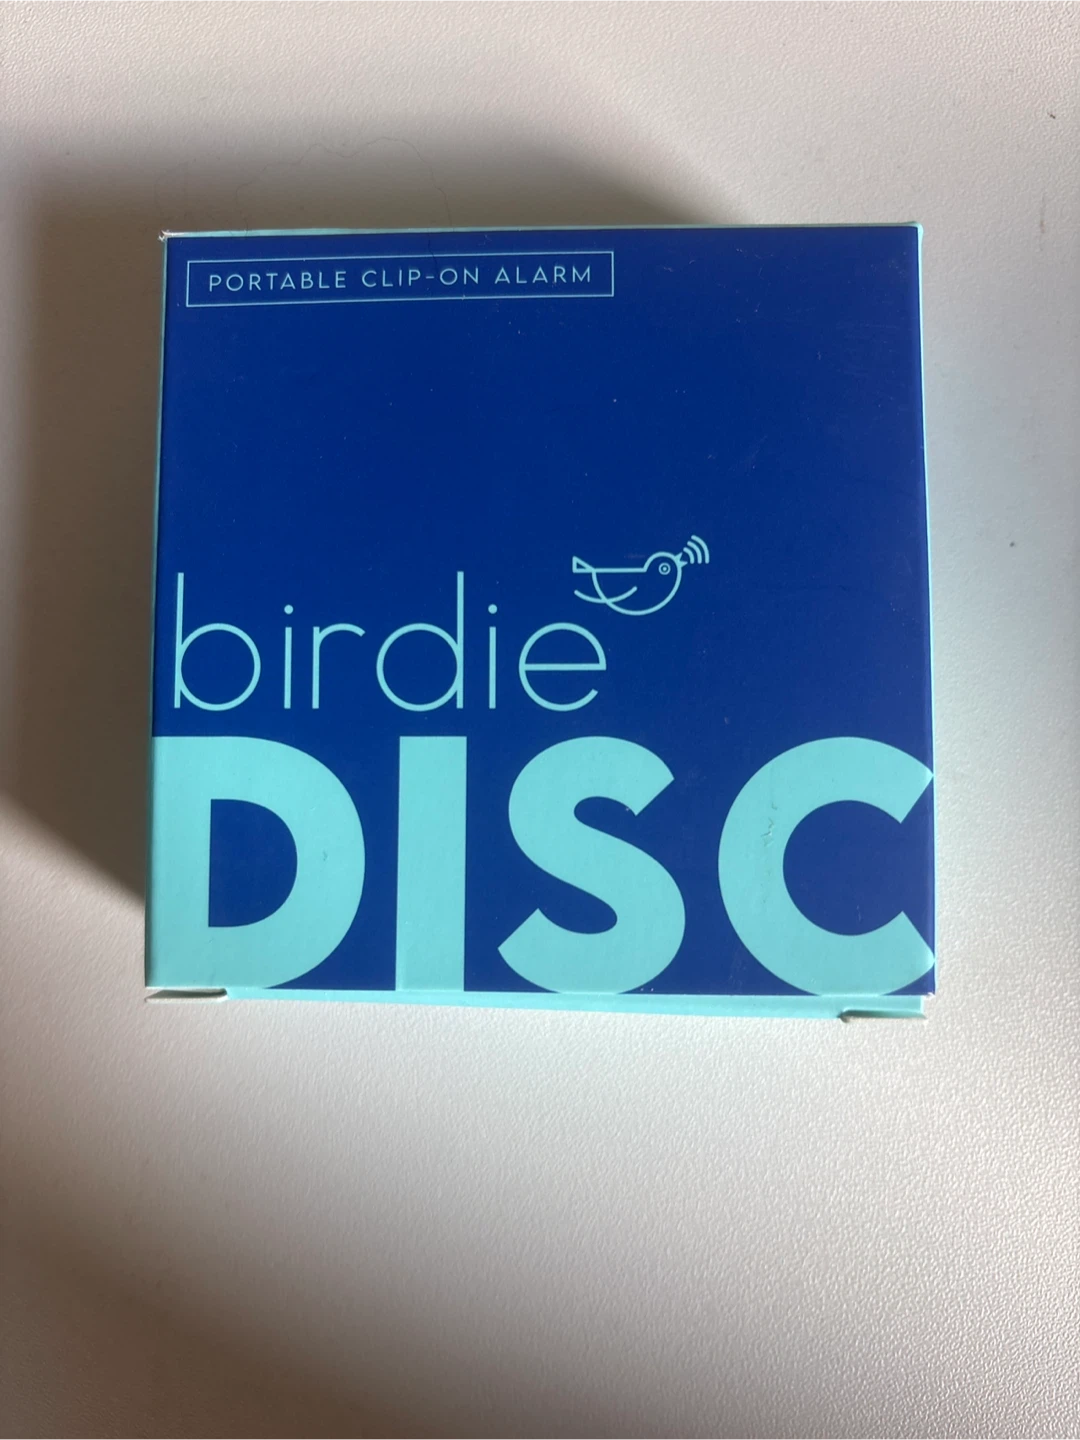 PORTABLE CLIP-ON ALARM
birdie
DISC